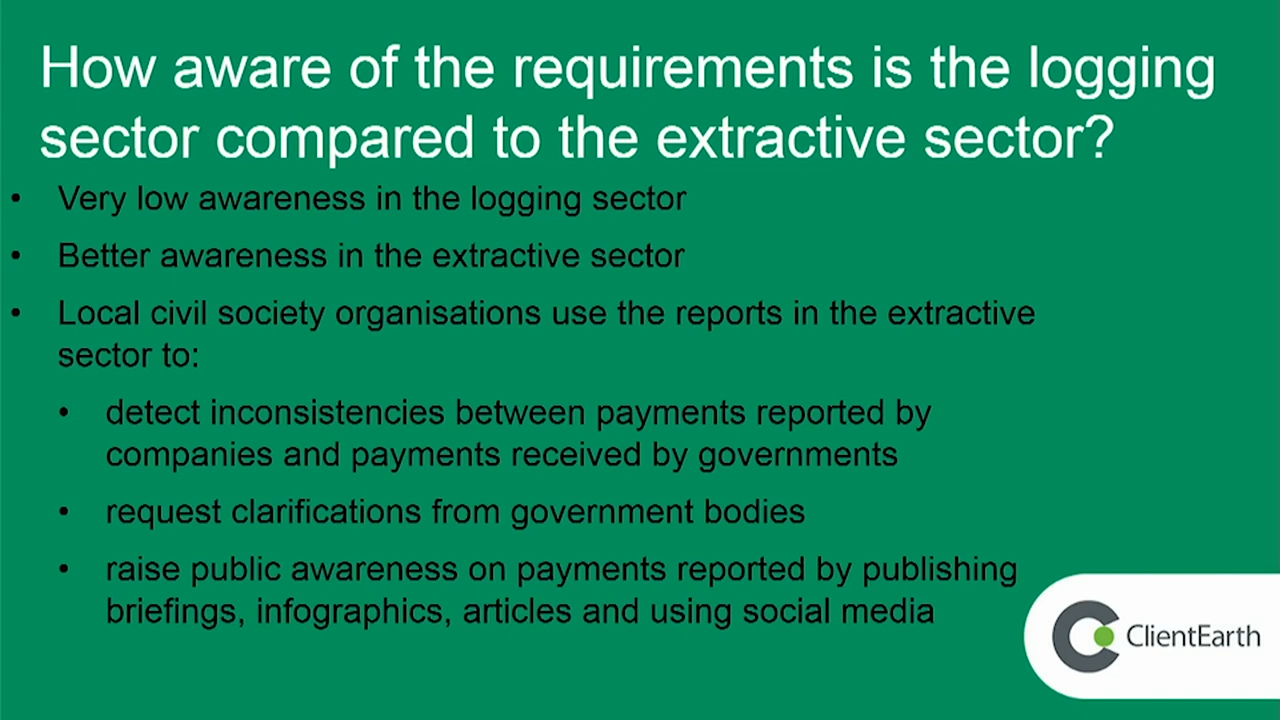 How aware of the requirements is the logging
sector compared to the extractive sector?
• Very low awareness in the logging sector
• Better awareness in the extractive sector
• Local civil society organisations use the reports in the extractive
sector to:
• detect inconsistencies between payments reported by
companies and payments received by governments
• request clarifications from government bodies
• raise public awareness on payments reported by publishing
briefings, infographics, articles and using social media
ClientEarth